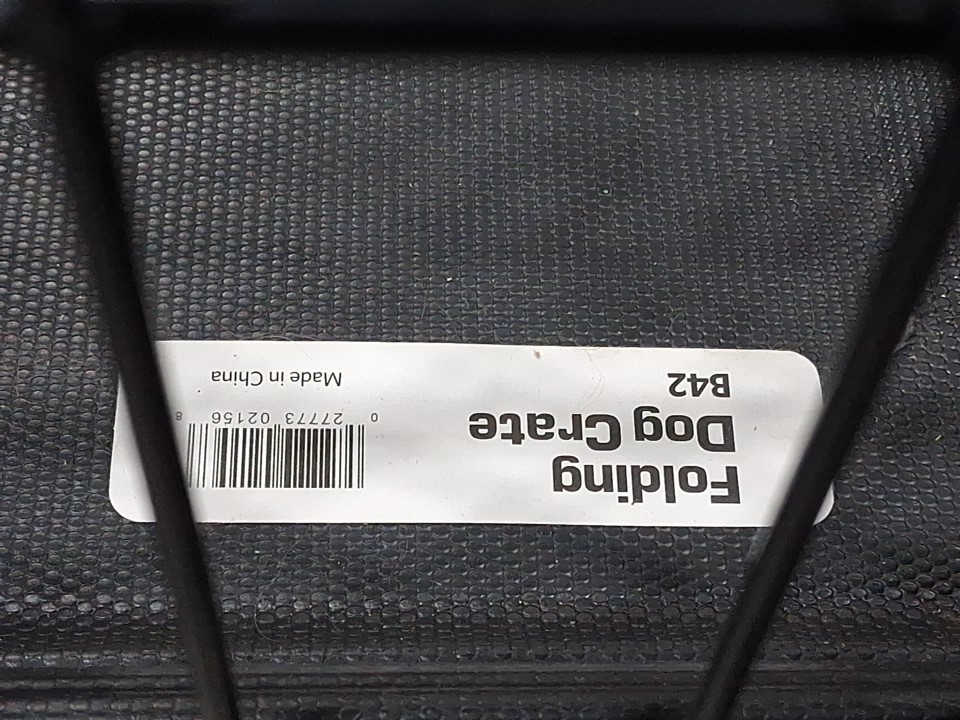 Folding
Dog Crate
B42
0 27773 02156 8
Made in China